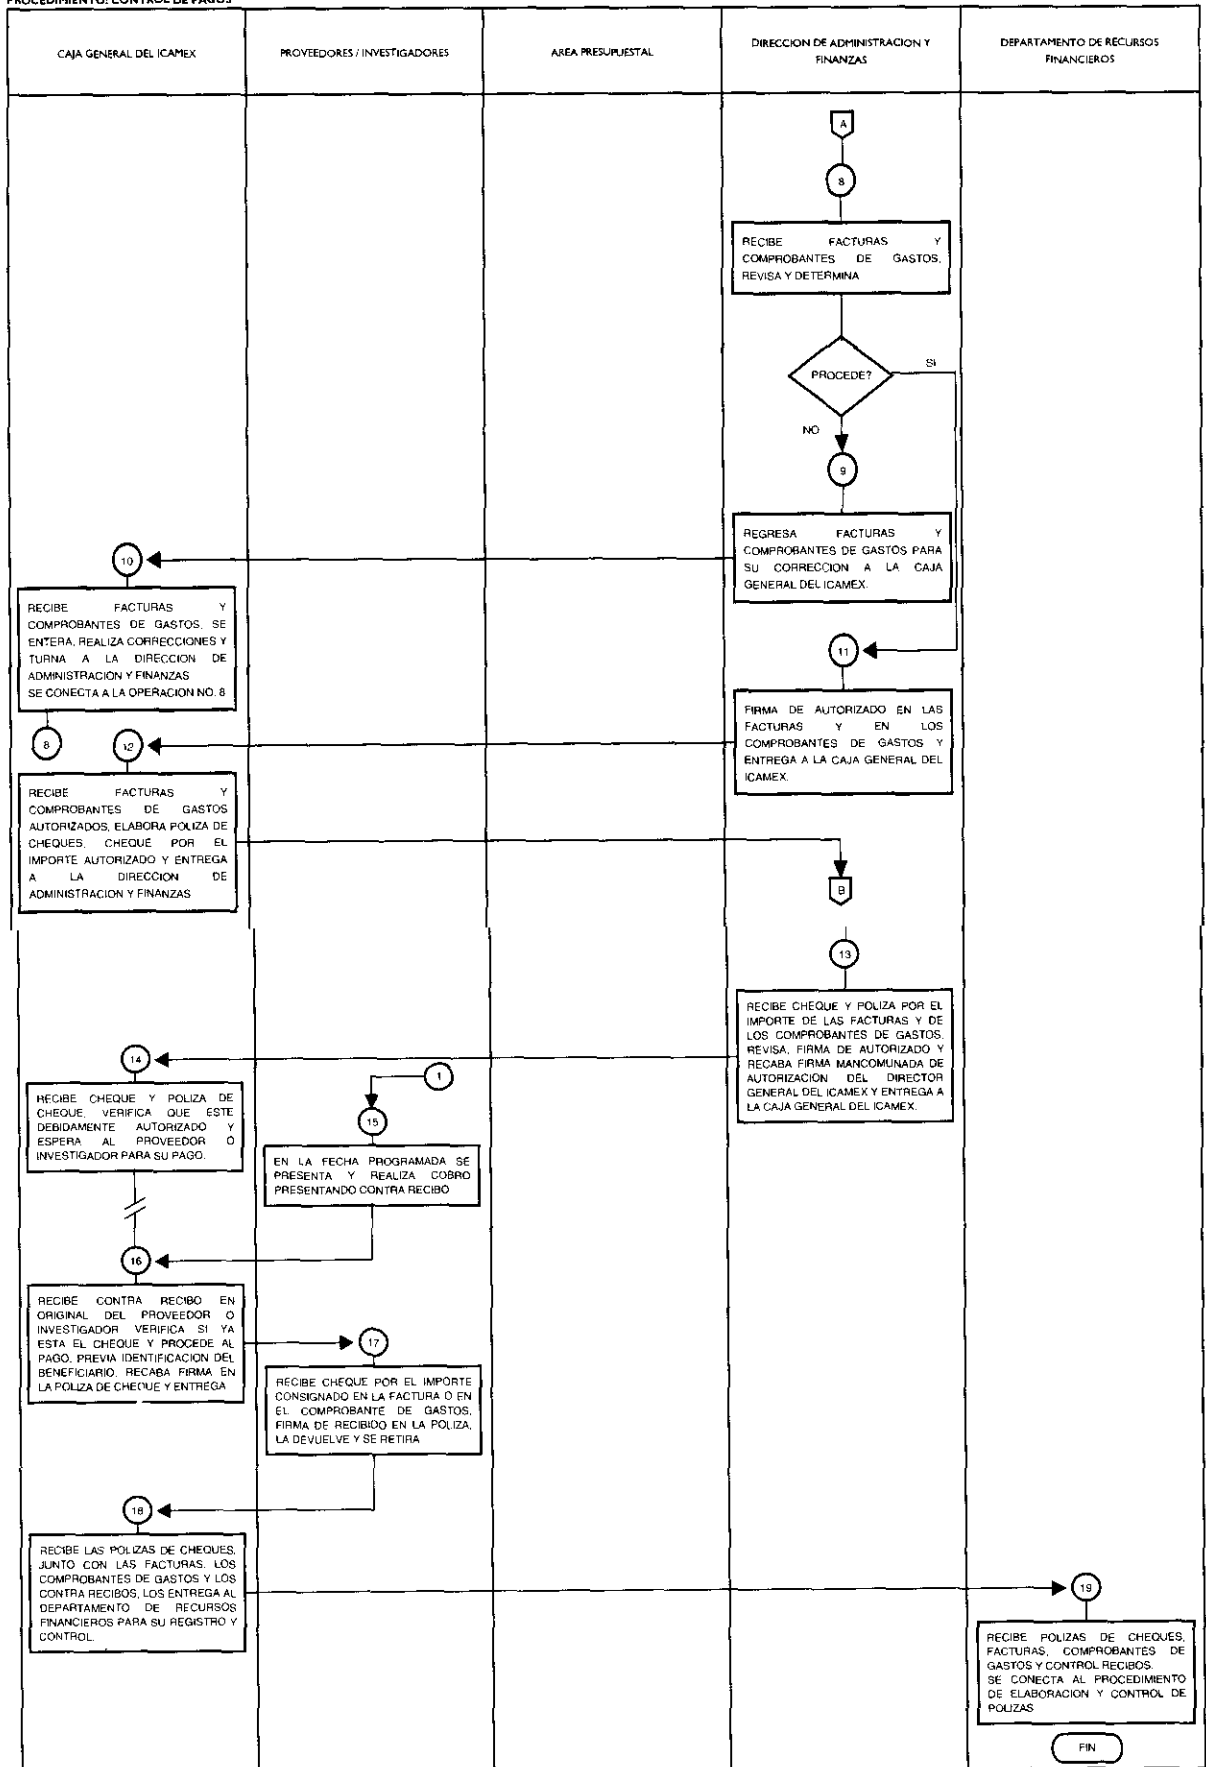 PROCEDIMIENTO: CONTROL DE PAGOS
CAJA GENERAL DEL ICAMEX
PROVEEDORES / INVESTIGADORES
AREA PRESUPUESTAL
DIRECCION DE ADMINISTRACION Y
FINANZAS
DEPARTAMENTO DE RECURSOS
FINANCIEROS
A
8
RECIBE FACTURAS Y
COMPROBANTES DE GASTOS,
REVISA Y DETERMINA
PROCEDE?
SI
NO
9
REGRESA FACTURAS Y
COMPROBANTES DE GASTOS PARA
SU CORRECCION A LA CAJA
GENERAL DEL ICAMEX.
10
RECIBE FACTURAS Y
COMPROBANTES DE GASTOS, SE
ENTERA, REALIZA CORRECCIONES Y
TURNA A LA DIRECCION DE
ADMINISTRACION Y FINANZAS
SE CONECTA A LA OPERACION NO. 8
8
11
FIRMA DE AUTORIZADO EN LAS
FACTURAS Y EN LOS
COMPROBANTES DE GASTOS Y
ENTREGA A LA CAJA GENERAL DEL
ICAMEX.
12
RECIBE FACTURAS Y
COMPROBANTES DE GASTOS
AUTORIZADOS, ELABORA POLIZA DE
CHEQUES, CHEQUE POR EL
IMPORTE AUTORIZADO Y ENTREGA
A LA DIRECCION DE
ADMINISTRACION Y FINANZAS
B
13
RECIBE CHEQUE Y POLIZA POR EL
IMPORTE DE LAS FACTURAS Y DE
LOS COMPROBANTES DE GASTOS,
REVISA, FIRMA DE AUTORIZADO Y
RECABA FIRMA MANCOMUNADA DE
AUTORIZACION DEL DIRECTOR
GENERAL DEL ICAMEX Y ENTREGA A
LA CAJA GENERAL DEL ICAMEX.
14
RECIBE CHEQUE Y POLIZA DE
CHEQUE, VERIFICA QUE ESTE
DEBIDAMENTE AUTORIZADO Y
ESPERA AL PROVEEDOR O
INVESTIGADOR PARA SU PAGO.
1
15
EN LA FECHA PROGRAMADA SE
PRESENTA Y REALIZA COBRO
PRESENTANDO CONTRA RECIBO
16
RECIBE CONTRA RECIBO EN
ORIGINAL DEL PROVEEDOR O
INVESTIGADOR VERIFICA SI YA
ESTA EL CHEQUE Y PROCEDE AL
PAGO, PREVIA IDENTIFICACION DEL
BENEFICIARIO, RECABA FIRMA EN
LA POLIZA DE CHEQUE Y ENTREGA
17
RECIBE CHEQUE POR EL IMPORTE
CONSIGNADO EN LA FACTURA O EN
EL COMPROBANTE DE GASTOS,
FIRMA DE RECIBIDO EN LA POLIZA,
LA DEVUELVE Y SE RETIRA
18
RECIBE LAS POLIZAS DE CHEQUES,
JUNTO CON LAS FACTURAS, LOS
COMPROBANTES DE GASTOS Y LOS
CONTRA RECIBOS, LOS ENTREGA AL
DEPARTAMENTO DE RECURSOS
FINANCIEROS PARA SU REGISTRO Y
CONTROL.
19
RECIBE POLIZAS DE CHEQUES,
FACTURAS, COMPROBANTES DE
GASTOS Y CONTROL RECIBOS.
SE CONECTA AL PROCEDIMIENTO
DE ELABORACION Y CONTROL DE
POLIZAS
FIN